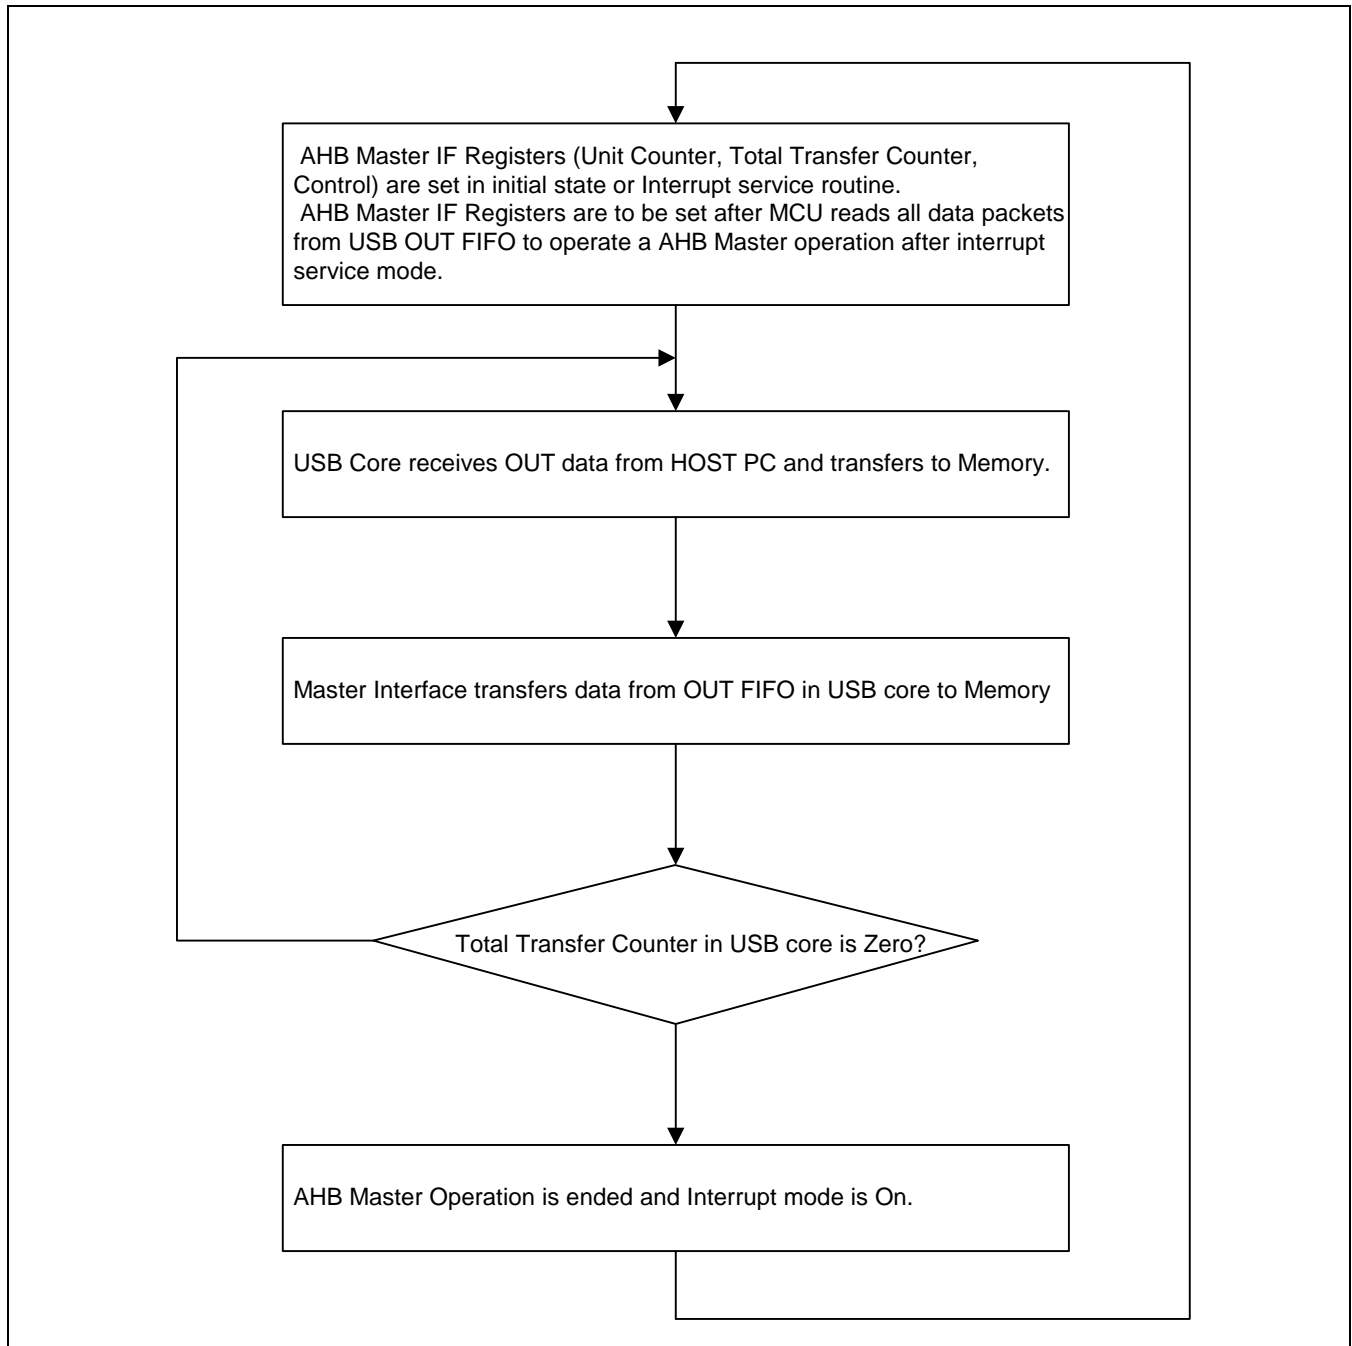 AHB Master IF Registers (Unit Counter, Total Transfer Counter,
Control) are set in initial state or Interrupt service routine.
AHB Master IF Registers are to be set after MCU reads all data packets
from USB OUT FIFO to operate a AHB Master operation after interrupt
service mode.
USB Core receives OUT data from HOST PC and transfers to Memory.
Master Interface transfers data from OUT FIFO in USB core to Memory
Total Transfer Counter in USB core is Zero?
AHB Master Operation is ended and Interrupt mode is On.